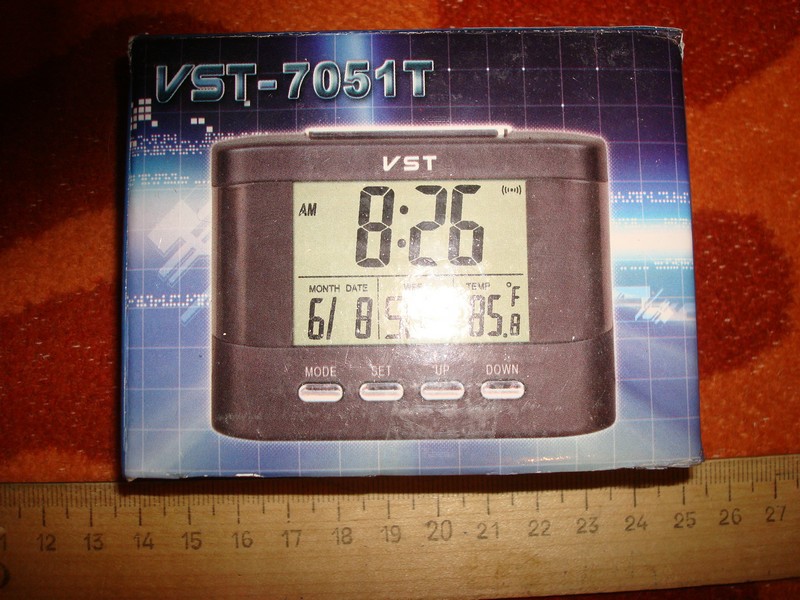 VST-7051T
VST
AM 8:26
MONTH DATE TEMP °F
6/ 8 85.8
MODE SET UP DOWN
12 13 14 15 16 17 18 19 20 21 22 23 24 25 26 27